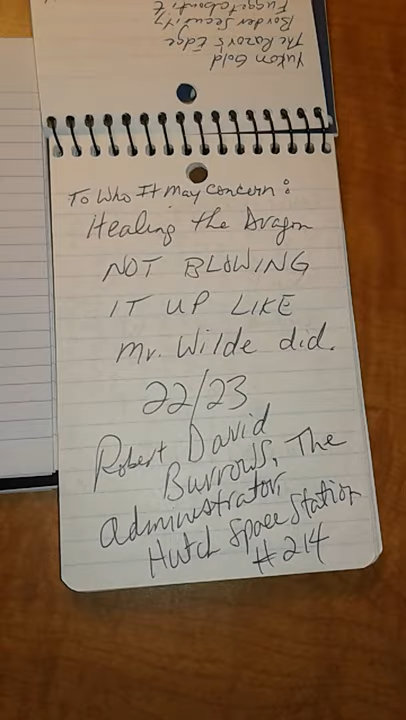 Fuggetaboutit
Border Security
The Razor's Edge
Yukon Gold
To Who It May Concern:
Healing the Dragon
NOT BLOWING
IT UP LIKE
Mr. Wilde did.
22/23
Robert David
Burrows, The
administrator,
Hutch Space Station
# 214